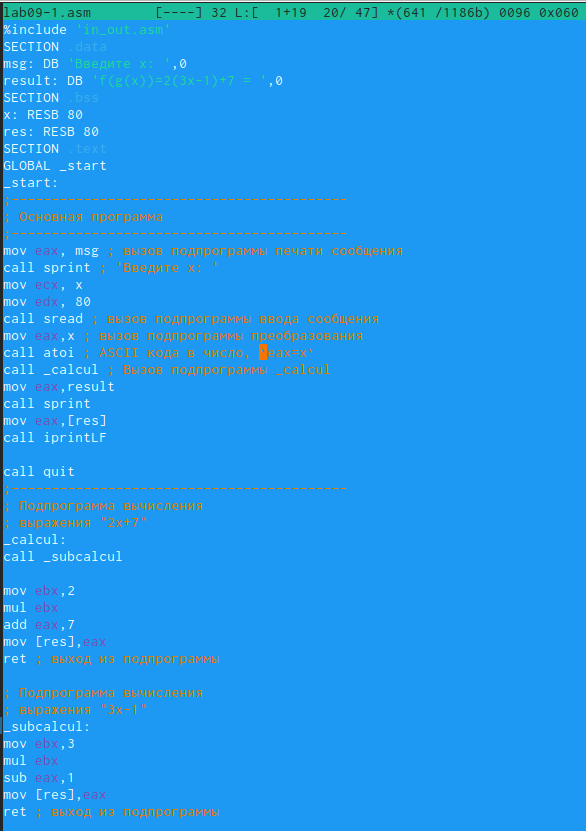 lab09-1.asm [----] 32 L:[ 1+19 20/ 47] *(641 /1186b) 0096 0x060
%include 'in_out.asm'
SECTION .data
msg: DB 'Введите x: ',0
result: DB 'f(g(x))=2(3x-1)+7 = ',0
SECTION .bss
x: RESB 80
res: RESB 80
SECTION .text
GLOBAL _start
_start:
;------------------------------------------
; Основная программа
;------------------------------------------
mov eax, msg ; вызов подпрограммы печати сообщения
call sprint ; 'Введите x: '
mov ecx, x
mov edx, 80
call sread ; вызов подпрограммы ввода сообщения
mov eax,x ; вызов подпрограммы преобразования
call atoi ; ASCII кода в число, `eax=x`
call _calcul ; Вызов подпрограммы _calcul
mov eax,result
call sprint
mov eax,[res]
call iprintLF
call quit
;------------------------------------------
; Подпрограмма вычисления
; выражения "2x+7"
_calcul:
call _subcalcul
mov ebx,2
mul ebx
add eax,7
mov [res],eax
ret ; выход из подпрограммы
; Подпрограмма вычисления
; выражения "3x-1"
_subcalcul:
mov ebx,3
mul ebx
sub eax,1
mov [res],eax
ret ; выход из подпрограммы